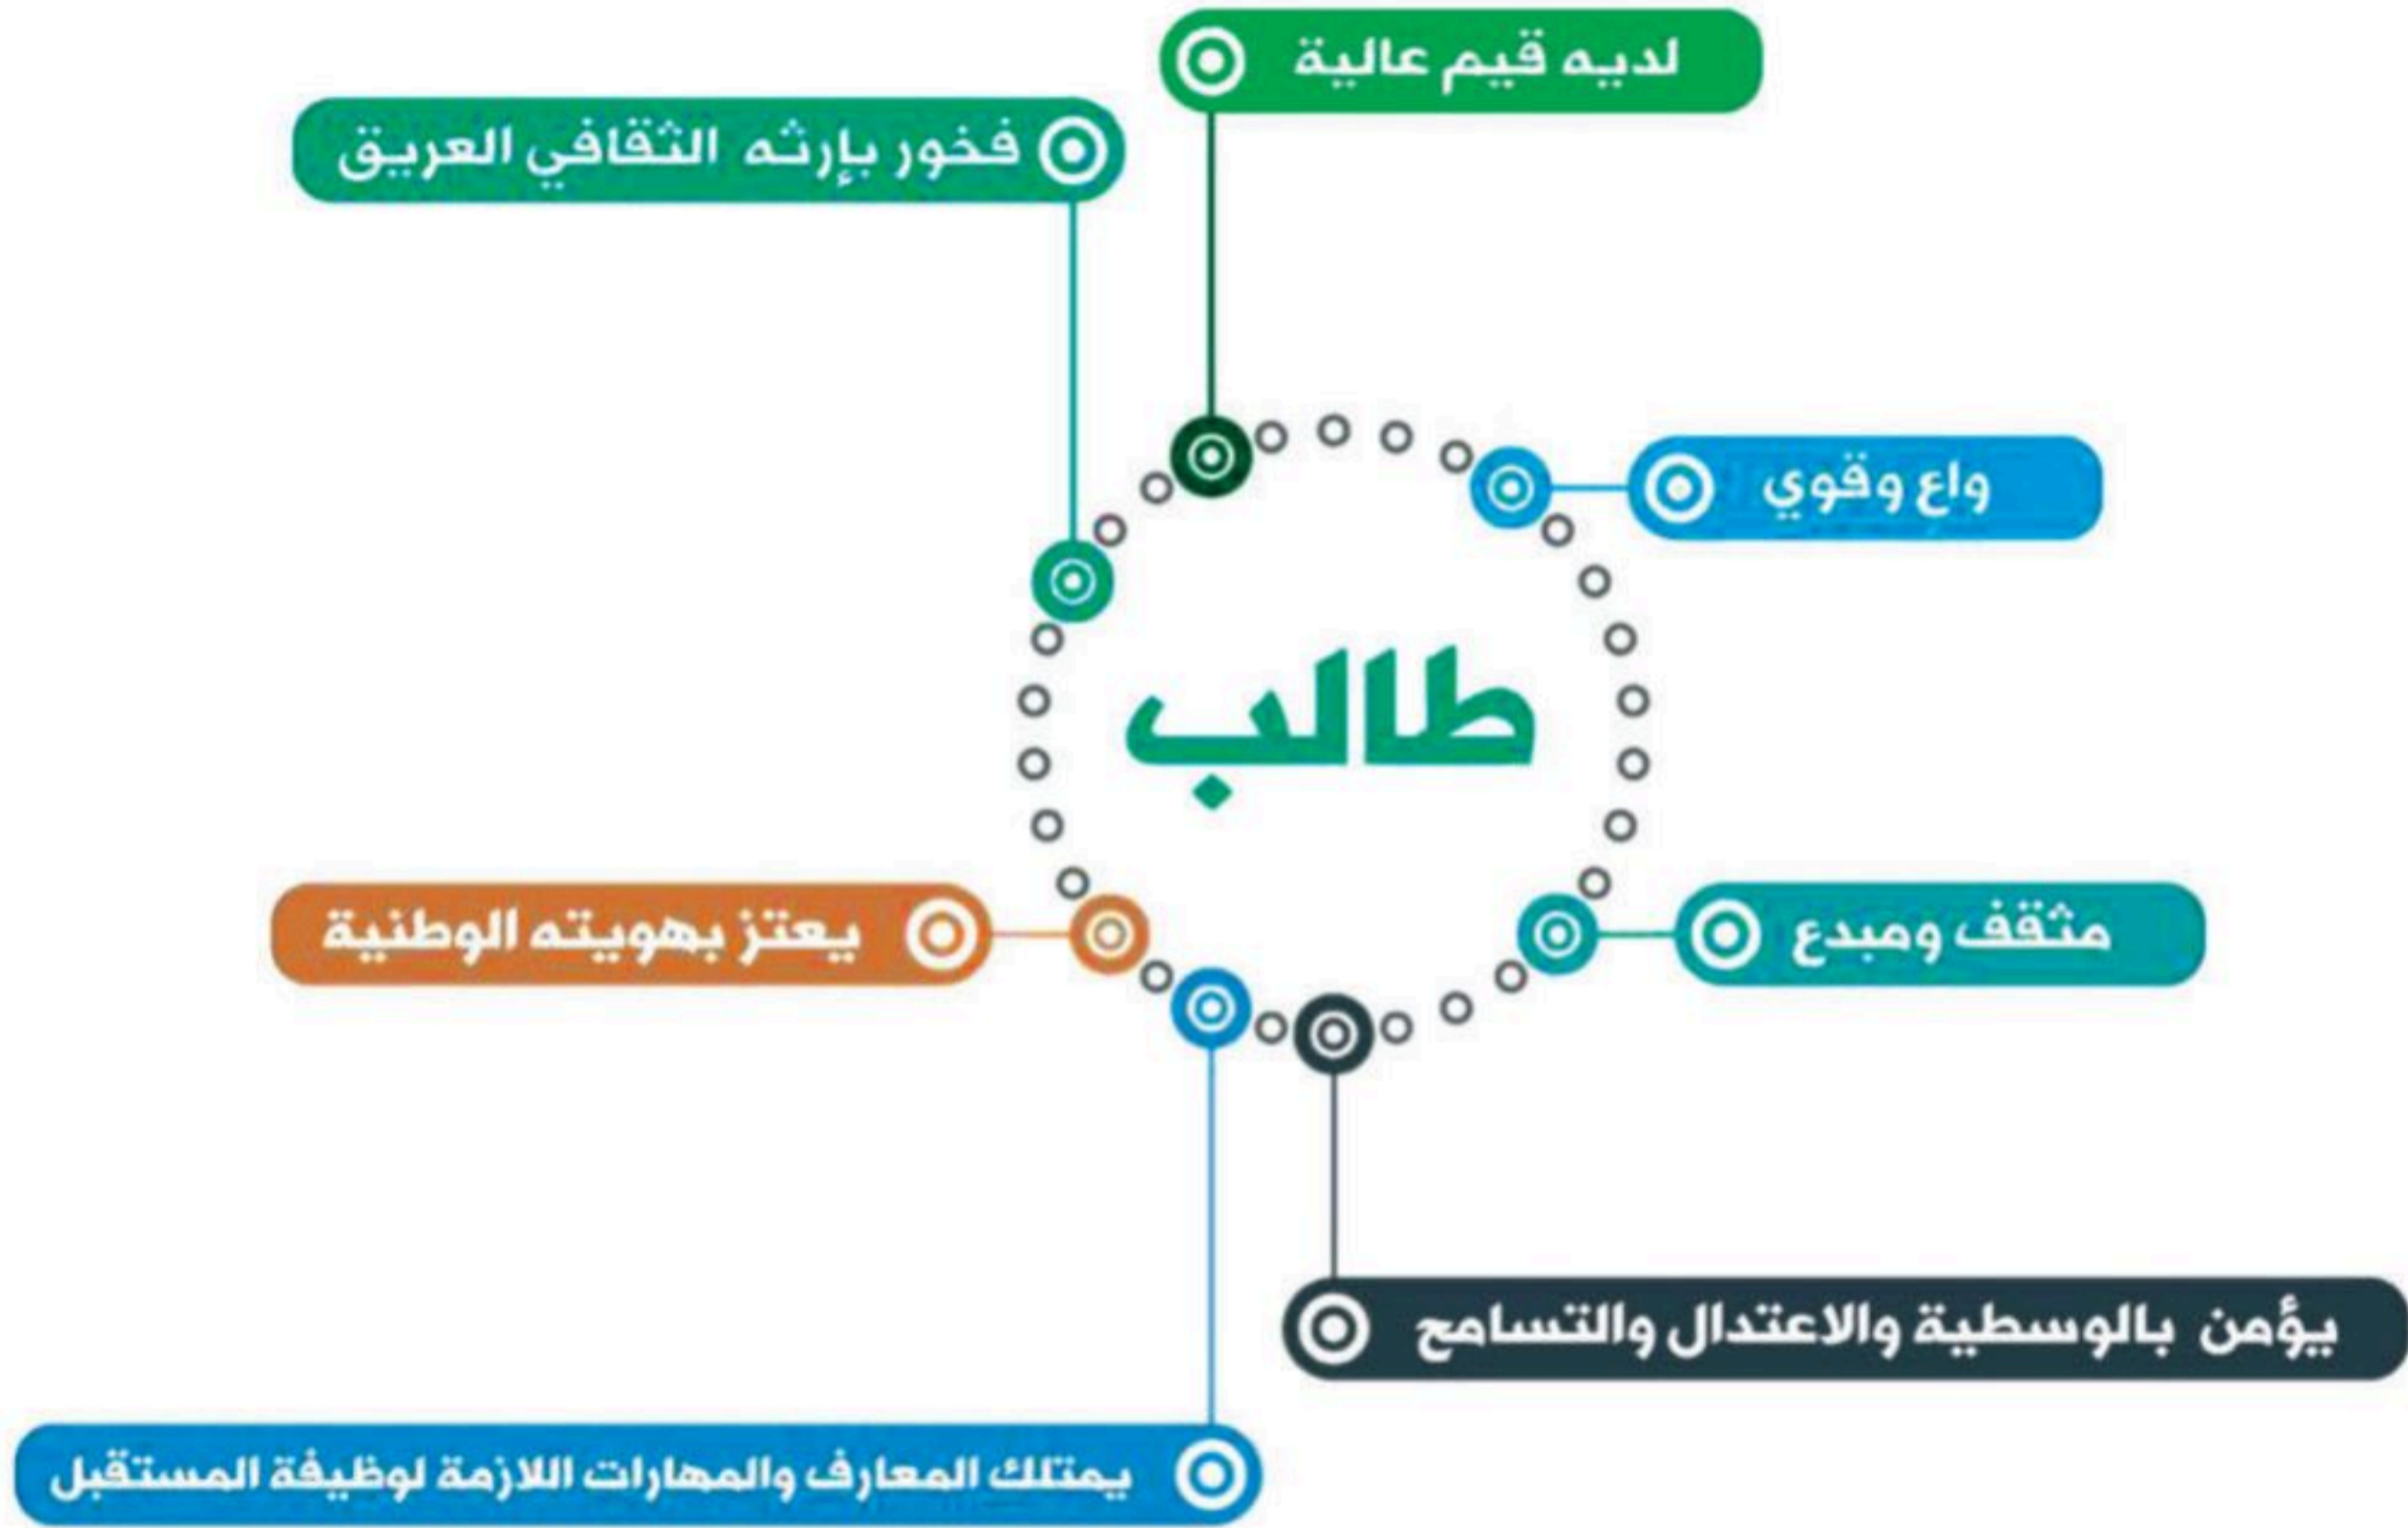 لديه قيم عالية
فخور بإرثه الثقافي العريق
واعٍ وقوي
طالب
يعتز بهويته الوطنية
مثقف ومبدع
يؤمن بالوسطية والاعتدال والتسامح
يمتلك المعارف والمهارات اللازمة لوظيفة المستقبل